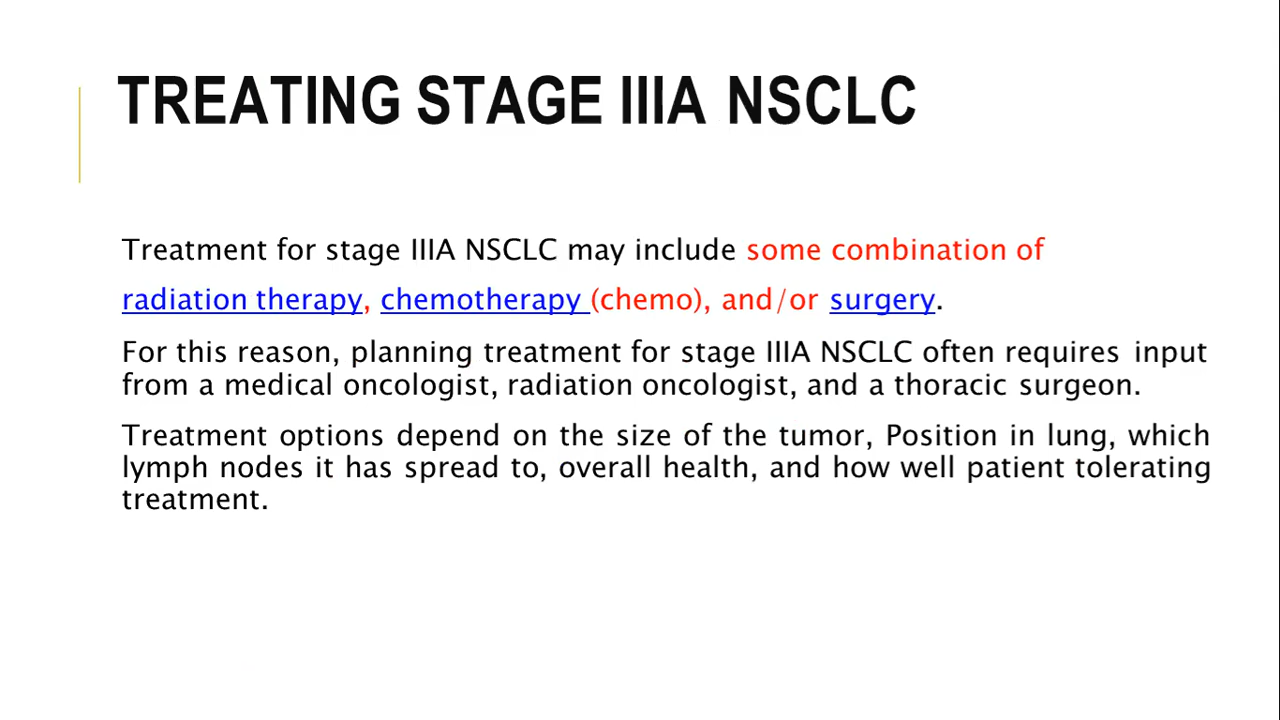 TREATING STAGE IIIA NSCLC
Treatment for stage IIIA NSCLC may include some combination of
radiation therapy, chemotherapy (chemo), and/or surgery.
For this reason, planning treatment for stage IIIA NSCLC often requires input
from a medical oncologist, radiation oncologist, and a thoracic surgeon.
Treatment options depend on the size of the tumor, Position in lung, which
lymph nodes it has spread to, overall health, and how well patient tolerating
treatment.